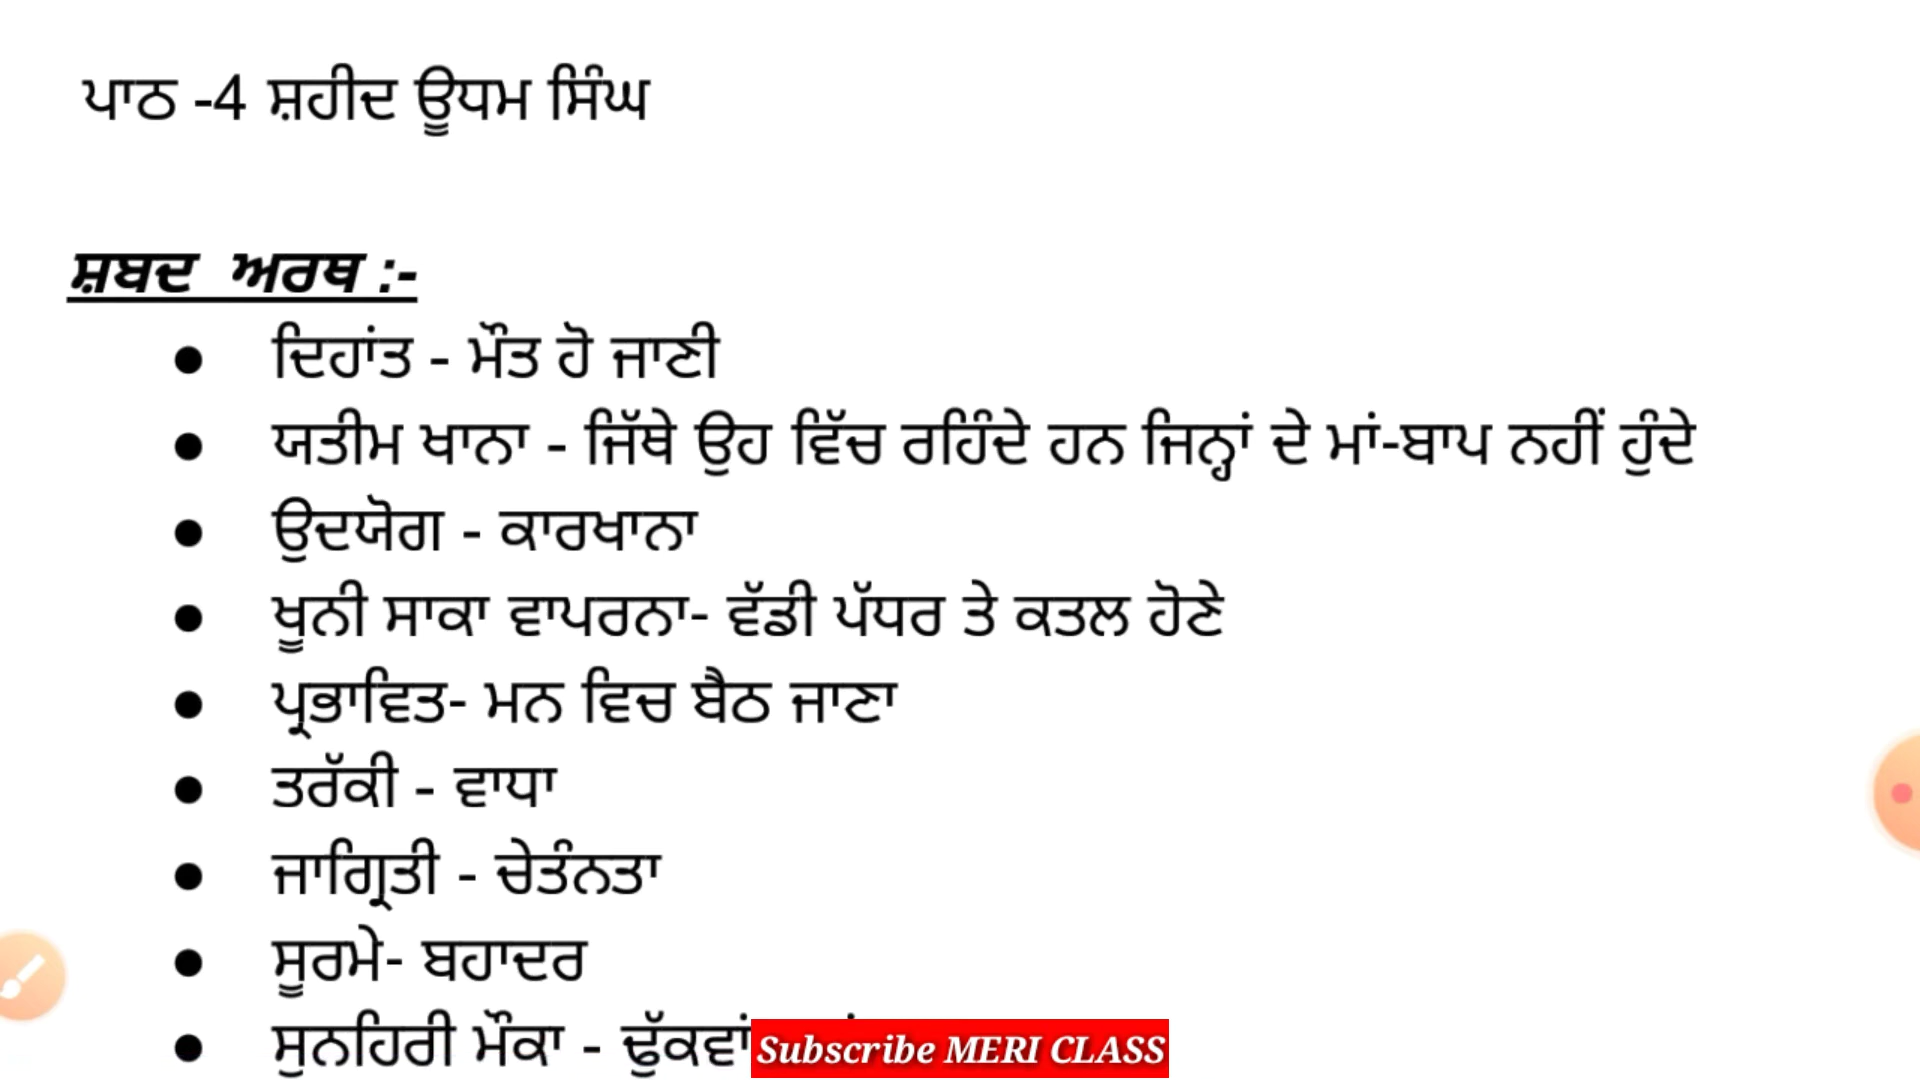 ਪਾਠ -4 ਸ਼ਹੀਦ ਊਧਮ ਸਿੰਘ
ਸ਼ਬਦ ਅਰਥ :-
● ਦਿਹਾਂਤ - ਮੌਤ ਹੋ ਜਾਣੀ
● ਯਤੀਮ ਖਾਨਾ - ਜਿੱਥੇ ਉਹ ਵਿੱਚ ਰਹਿੰਦੇ ਹਨ ਜਿਨ੍ਹਾਂ ਦੇ ਮਾਂ-ਬਾਪ ਨਹੀਂ ਹੁੰਦੇ
● ਉਦਯੋਗ - ਕਾਰਖਾਨਾ
● ਖੂਨੀ ਸਾਕਾ ਵਾਪਰਨਾ- ਵੱਡੀ ਪੱਧਰ ਤੇ ਕਤਲ ਹੋਣੇ
● ਪ੍ਰਭਾਵਿਤ- ਮਨ ਵਿਚ ਬੈਠ ਜਾਣਾ
● ਤਰੱਕੀ - ਵਾਧਾ
● ਜਾਗ੍ਰਿਤੀ - ਚੇਤੰਨਤਾ
● ਸੂਰਮੇ- ਬਹਾਦਰ
● ਸੁਨਹਿਰੀ ਮੌਕਾ - ਢੁੱਕਵਾਂ
Subscribe MERI CLASS